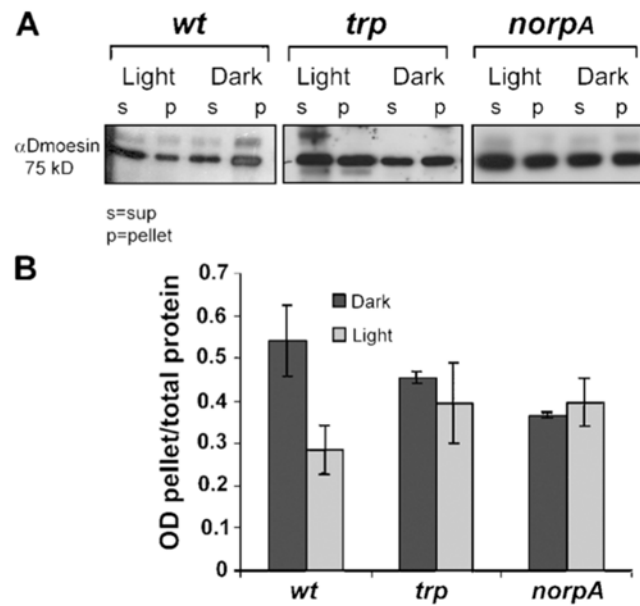 A
wt trp norpA
Light Dark Light Dark Light Dark
s p s p s p s p s p s p
αDmoesin
75 kD
s=sup
p=pellet
B
OD pellet/total protein
0.7
0.6
0.5
0.4
0.3
0.2
0.1
0
Dark
Light
wt trp norpA